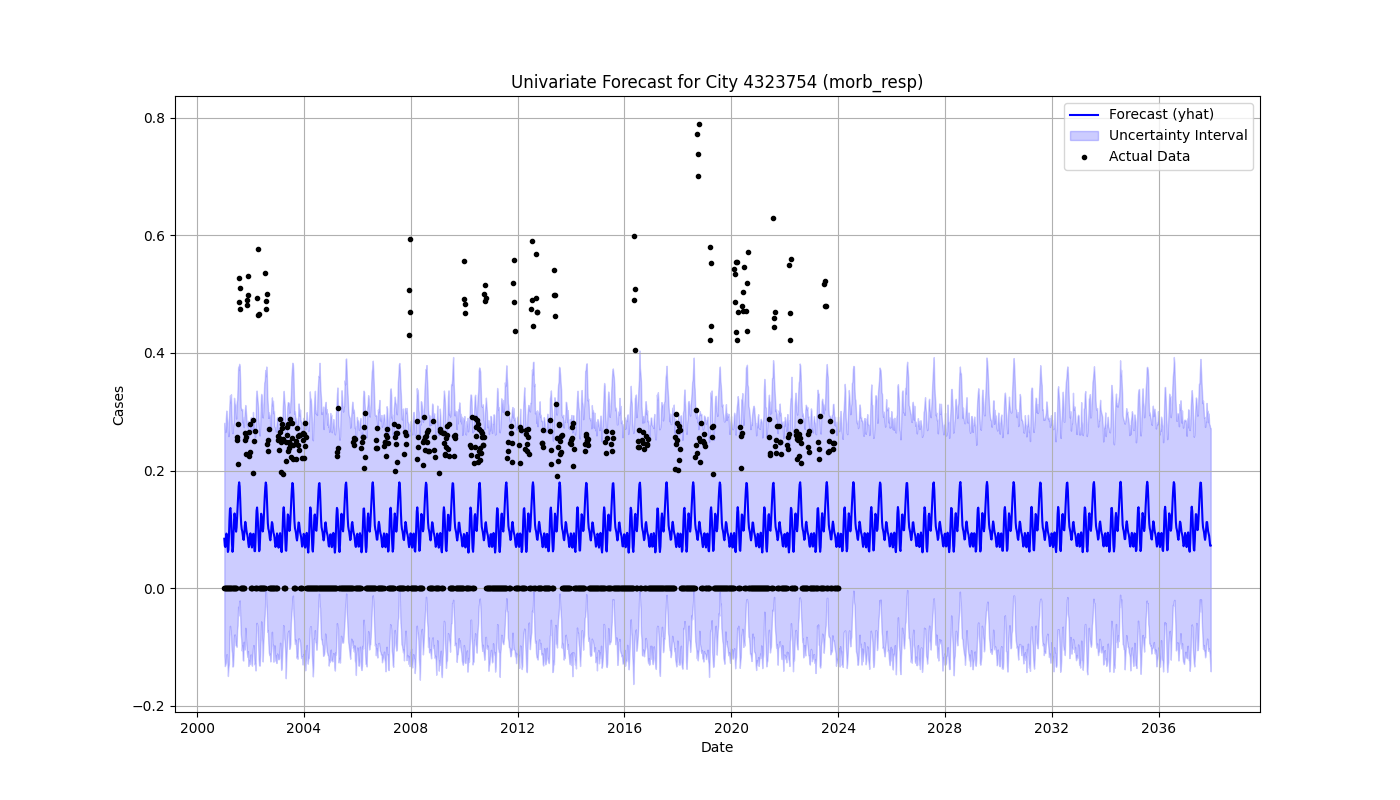 Univariate Forecast for City 4323754 (morb_resp)
Forecast (yhat)
Uncertainty Interval
Actual Data
Cases
0.8
0.6
0.4
0.2
0.0
−0.2
2000 2004 2008 2012 2016 2020 2024 2028 2032 2036
Date